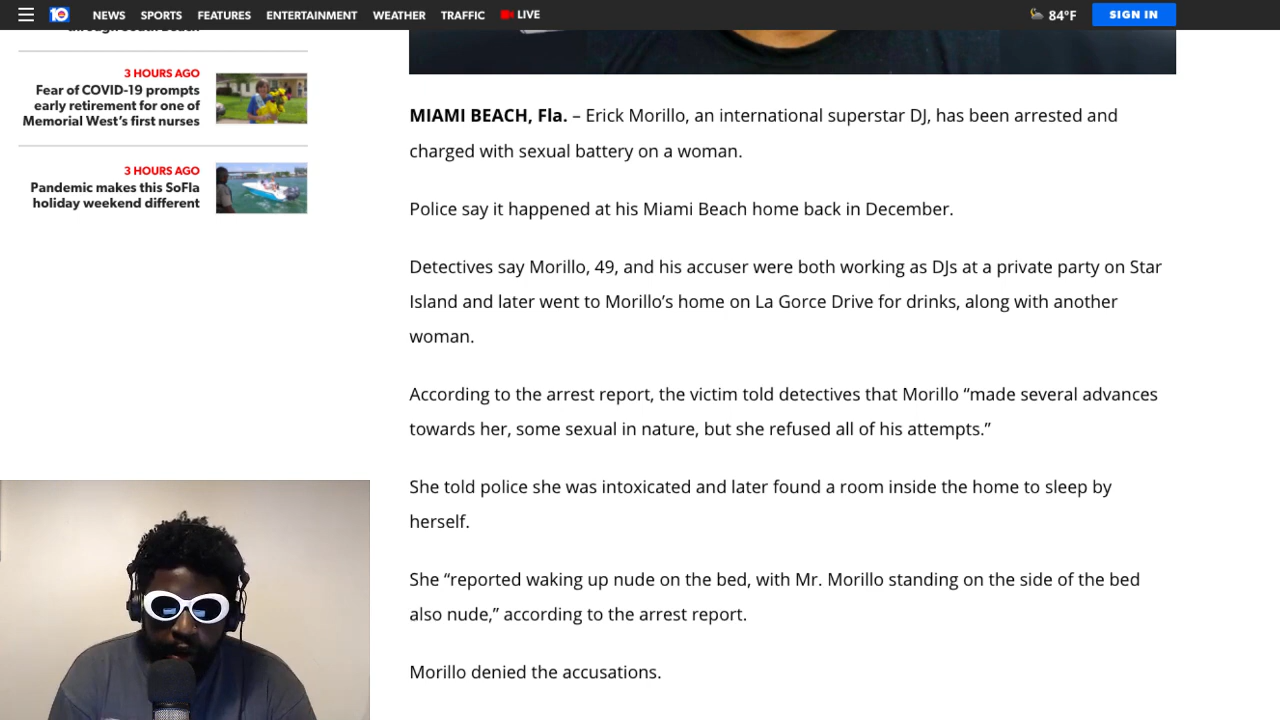 10
NEWS SPORTS FEATURES ENTERTAINMENT WEATHER TRAFFIC LIVE 84°F SIGN IN
through South Beach
3 HOURS AGO
Fear of COVID-19 prompts
early retirement for one of
Memorial West's first nurses
3 HOURS AGO
Pandemic makes this SoFla
holiday weekend different
MIAMI BEACH, Fla. – Erick Morillo, an international superstar DJ, has been arrested and
charged with sexual battery on a woman.
Police say it happened at his Miami Beach home back in December.
Detectives say Morillo, 49, and his accuser were both working as DJs at a private party on Star
Island and later went to Morillo's home on La Gorce Drive for drinks, along with another
woman.
According to the arrest report, the victim told detectives that Morillo “made several advances
towards her, some sexual in nature, but she refused all of his attempts.”
She told police she was intoxicated and later found a room inside the home to sleep by
herself.
She “reported waking up nude on the bed, with Mr. Morillo standing on the side of the bed
also nude,” according to the arrest report.
Morillo denied the accusations.